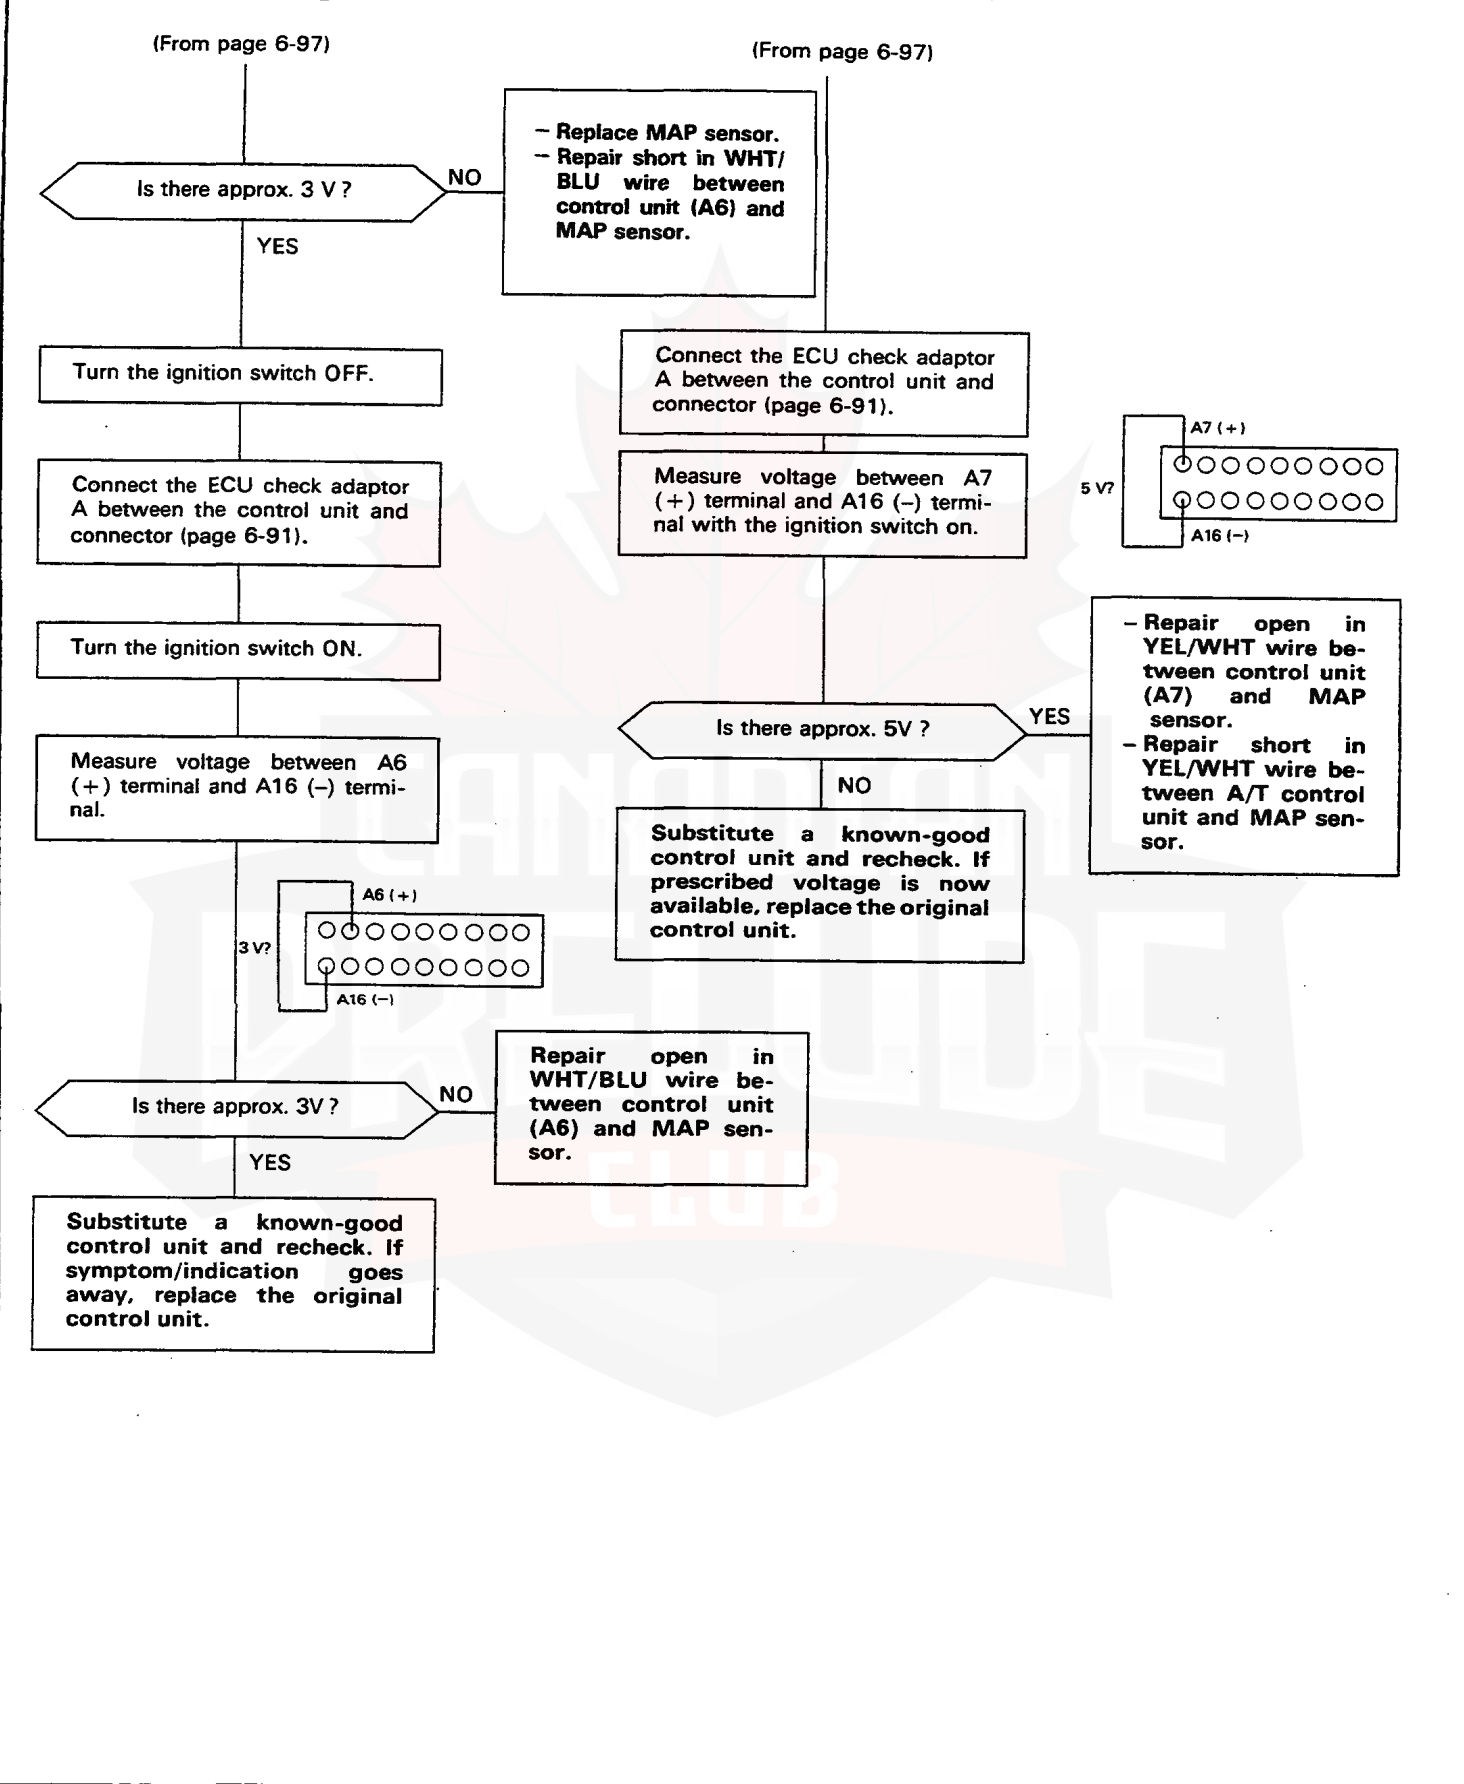 (From page 6-97)
Is there approx. 3 V ?
NO
– Replace MAP sensor.
– Repair short in WHT/
BLU wire between
control unit (A6) and
MAP sensor.
YES
Turn the ignition switch OFF.
Connect the ECU check adaptor
A between the control unit and
connector (page 6-91).
Turn the ignition switch ON.
Measure voltage between A6
(+) terminal and A16 (–) termi-
nal.
A6 (+)
3 V?
A16 (–)
Is there approx. 3V ?
NO
Repair open in
WHT/BLU wire be-
tween control unit
(A6) and MAP sen-
sor.
YES
Substitute a known-good
control unit and recheck. If
symptom/indication goes
away, replace the original
control unit.
(From page 6-97)
Connect the ECU check adaptor
A between the control unit and
connector (page 6-91).
Measure voltage between A7
(+) terminal and A16 (–) termi-
nal with the ignition switch on.
A7 (+)
5 V?
A16 (–)
Is there approx. 5V ?
YES
– Repair open in
YEL/WHT wire be-
tween control unit
(A7) and MAP
sensor.
– Repair short in
YEL/WHT wire be-
tween A/T control
unit and MAP sen-
sor.
NO
Substitute a known-good
control unit and recheck. If
prescribed voltage is now
available, replace the original
control unit.
CANADIAN
PRELUDE
CLUB